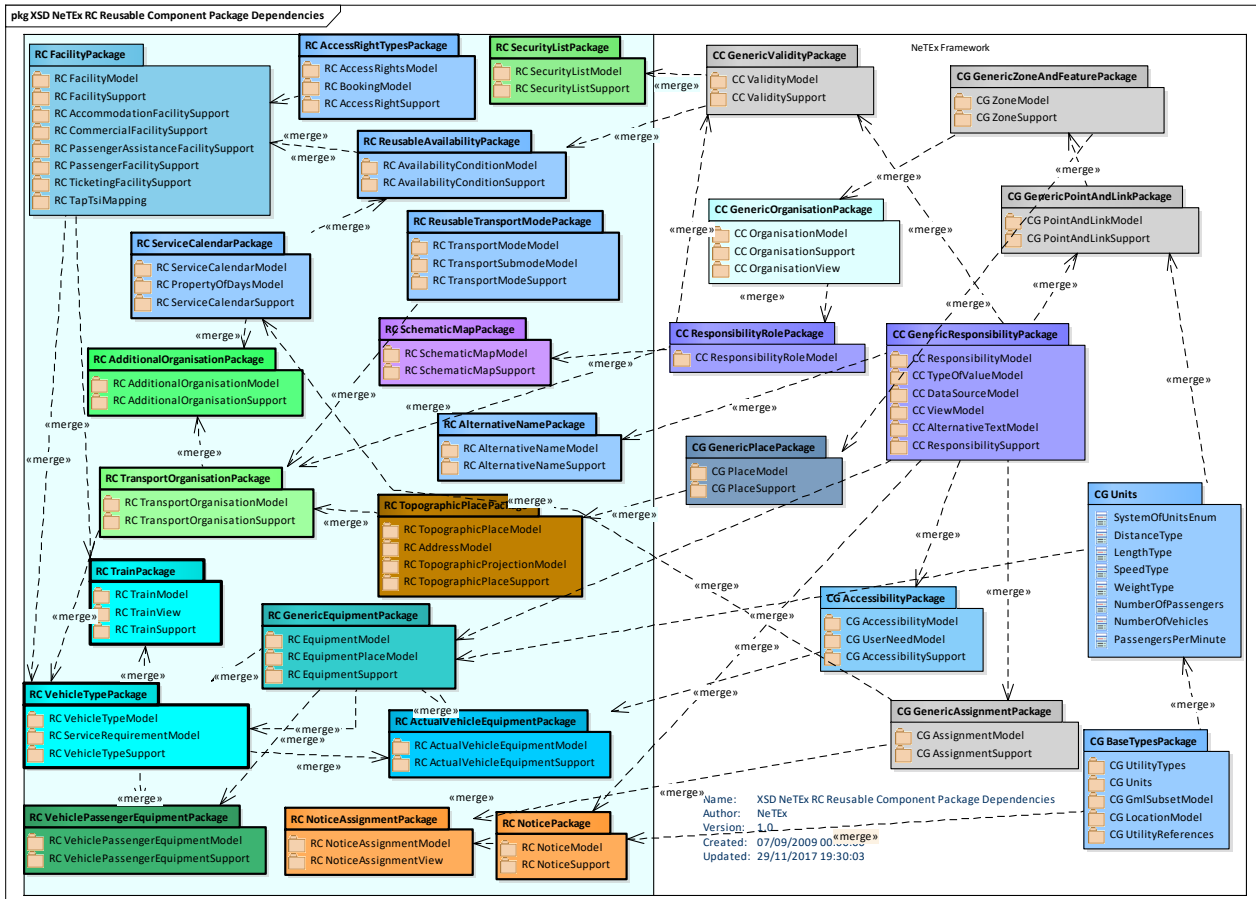 pkg XSD NeTEx RC Reusable Component Package Dependencies
RC FacilityPackage
RC FacilityModel
RC FacilitySupport
RC AccommodationFacilitySupport
RC CommercialFacilitySupport
RC PassengerAssistanceFacilitySupport
RC PassengerFacilitySupport
RC TicketingFacilitySupport
RC TapTsiMapping
RC AccessRightTypesPackage
RC AccessRightsModel
RC BookingModel
RC AccessRightSupport
RC SecurityListPackage
RC SecurityListModel
RC SecurityListSupport
CC GenericValidityPackage
CC ValidityModel
CC ValiditySupport
NeTEx Framework
CG GenericZoneAndFeaturePackage
CG ZoneModel
CG ZoneSupport
«merge»
«merge»
«merge»
«merge»
RC ReusableAvailabilityPackage
RC AvailabilityConditionModel
RC AvailabilityConditionSupport
«merge»
«merge»
«merge»
CG GenericPointAndLinkPackage
CG PointAndLinkModel
CG PointAndLinkSupport
CC GenericOrganisationPackage
CC OrganisationModel
CC OrganisationSupport
CC OrganisationView
RC ReusableTransportModePackage
RC TransportModeModel
RC TransportSubmodeModel
RC TransportModeSupport
«merge»
RC ServiceCalendarPackage
RC ServiceCalendarModel
RC PropertyOfDaysModel
RC ServiceCalendarSupport
«merge»
«merge»
«merge»
«merge»
«merge»
«merge»
RC SchematicMapPackage
RC SchematicMapModel
RC SchematicMapSupport
CC ResponsibilityRolePackage
CC ResponsibilityRoleModel
CC GenericResponsibilityPackage
CC ResponsibilityModel
CC TypeOfValueModel
CC DataSourceModel
CC ViewModel
CC AlternativeTextModel
CC ResponsibilitySupport
RC AdditionalOrganisationPackage
RC AdditionalOrganisationModel
RC AdditionalOrganisationSupport
«merge»
«merge»
RC AlternativeNamePackage
RC AlternativeNameModel
RC AlternativeNameSupport
«merge»
«merge»
«merge»
CG GenericPlacePackage
CG PlaceModel
CG PlaceSupport
RC TransportOrganisationPackage
RC TransportOrganisationModel
RC TransportOrganisationSupport
«merge»
«merge»
«merge»
RC TopographicPlacePackage
RC TopographicPlaceModel
RC AddressModel
RC TopographicProjectionModel
RC TopographicPlaceSupport
CG Units
SystemOfUnitsEnum
DistanceType
LengthType
SpeedType
WeightType
NumberOfPassengers
NumberOfVehicles
PassengersPerMinute
«merge»
RC TrainPackage
RC TrainModel
RC TrainView
RC TrainSupport
«merge»
«merge»
RC GenericEquipmentPackage
RC EquipmentModel
RC EquipmentPlaceModel
RC EquipmentSupport
CG AccessibilityPackage
CG AccessibilityModel
CG UserNeedModel
CG AccessibilitySupport
«merge»
«merge»
«merge»
RC VehicleTypePackage
RC VehicleTypeModel
RC ServiceRequirementModel
RC VehicleTypeSupport
«merge»
«merge»
«merge»
«merge»
RC ActualVehicleEquipmentPackage
RC ActualVehicleEquipmentModel
RC ActualVehicleEquipmentSupport
CG GenericAssignmentPackage
CG AssignmentModel
CG AssignmentSupport
CG BaseTypesPackage
CG UtilityTypes
CG Units
CG GmlSubsetModel
CG LocationModel
CG UtilityReferences
«merge»
«merge»
«merge»
RC VehiclePassengerEquipmentPackage
RC VehiclePassengerEquipmentModel
RC VehiclePassengerEquipmentSupport
RC NoticeAssignmentPackage
RC NoticeAssignmentModel
RC NoticeAssignmentView
RC NoticePackage
RC NoticeModel
RC NoticeSupport
Name: XSD NeTEx RC Reusable Component Package Dependencies
Author: NeTEx
Version: 1.0
«merge»
Created: 07/09/2009
Updated: 29/11/2017 19:30:03